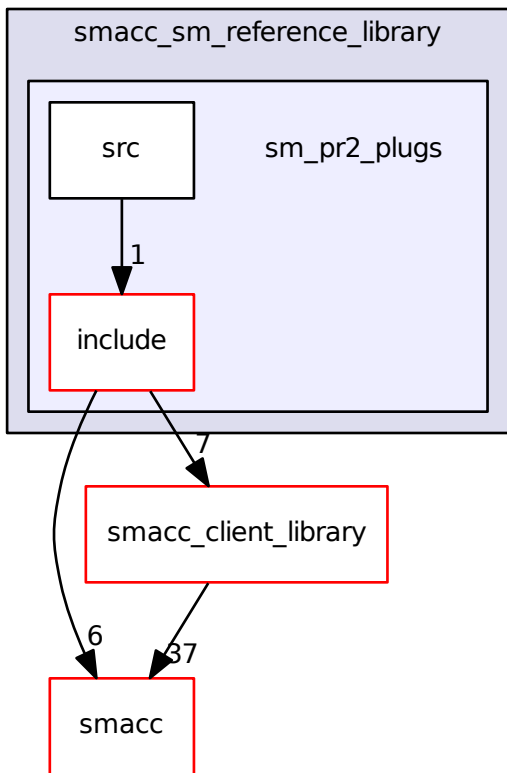 smacc_sm_reference_library
src
sm_pr2_plugs
1
include
7
smacc_client_library
6
37
smacc